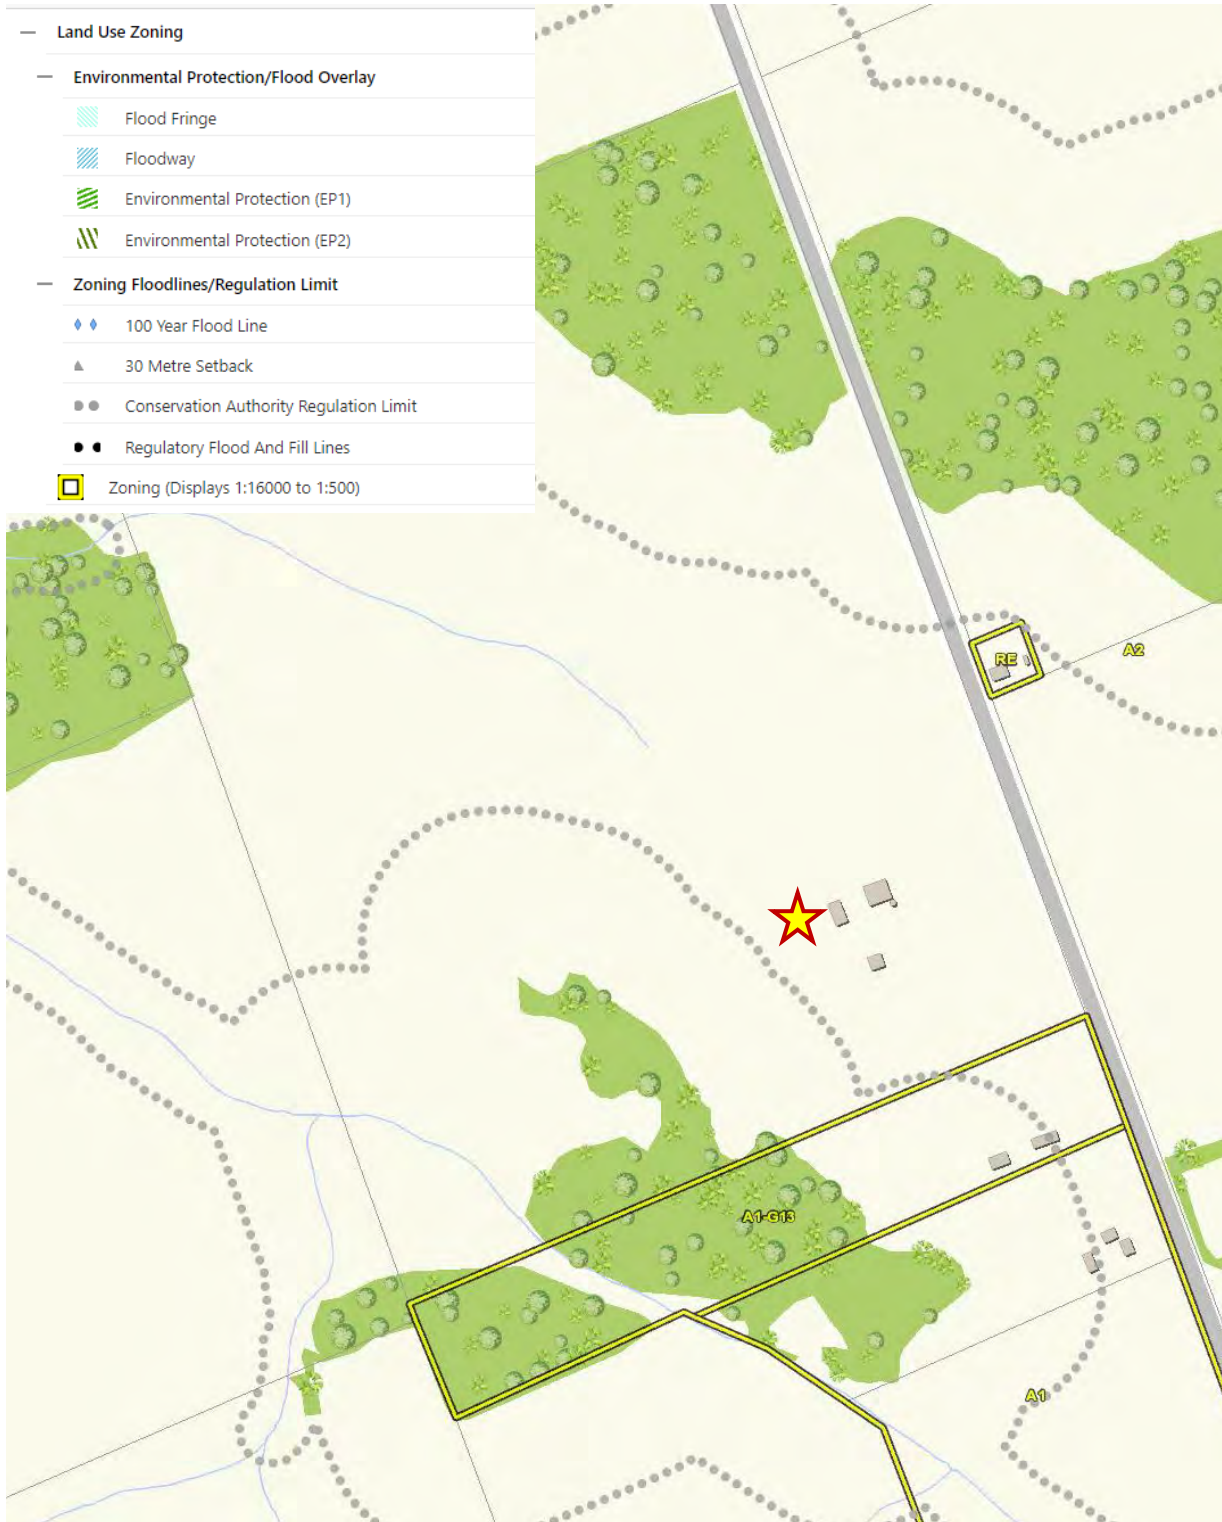 Land Use Zoning
Environmental Protection/Flood Overlay
Flood Fringe
Floodway
Environmental Protection (EP1)
Environmental Protection (EP2)
Zoning Floodlines/Regulation Limit
100 Year Flood Line
30 Metre Setback
Conservation Authority Regulation Limit
Regulatory Flood And Fill Lines
Zoning (Displays 1:16000 to 1:500)
RE
A2
A1-G13
A1